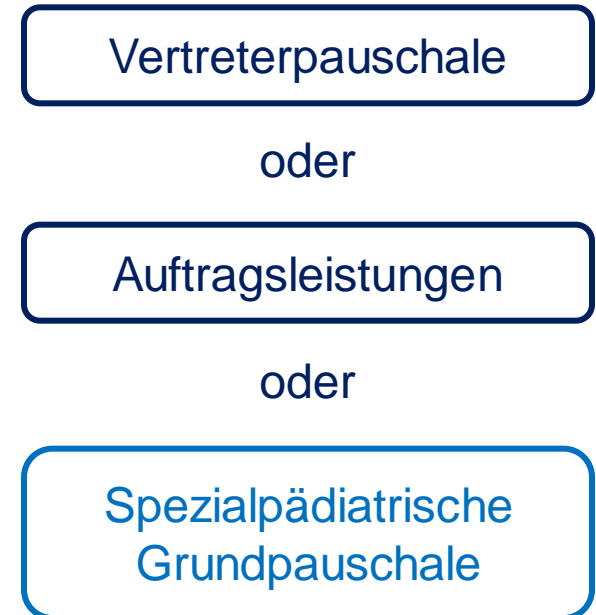 Vertreterpauschale
oder
Auftragsleistungen
oder
Spezialpädiatrische
Grundpauschale